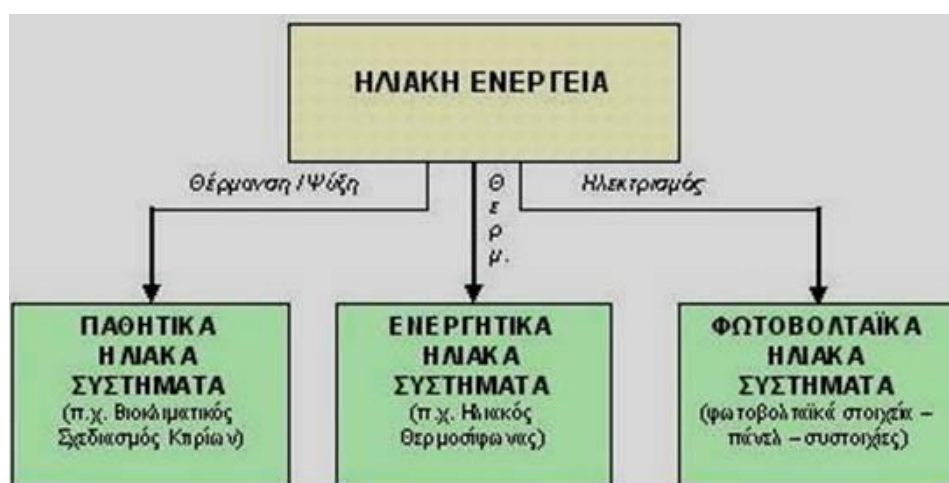 ΗΛΙΑΚΗ ΕΝΕΡΓΕΙΑ
Θέρμανση / Ψύξη
Θερμ.
Ηλεκτρισμός
ΠΑΘΗΤΙΚΑ
ΗΛΙΑΚΑ
ΣΥΣΤΗΜΑΤΑ
(π.χ. Βιοκλιματικός
Σχεδιασμός Κτιρίων)
ΕΝΕΡΓΗΤΙΚΑ
ΗΛΙΑΚΑ
ΣΥΣΤΗΜΑΤΑ
(π.χ. Ηλιακός
Θερμοσίφωνας)
ΦΩΤΟΒΟΛΤΑΪΚΑ
ΗΛΙΑΚΑ
ΣΥΣΤΗΜΑΤΑ
(φωτοβολταϊκά στοιχεία –
πάνελ – συστοιχίες)